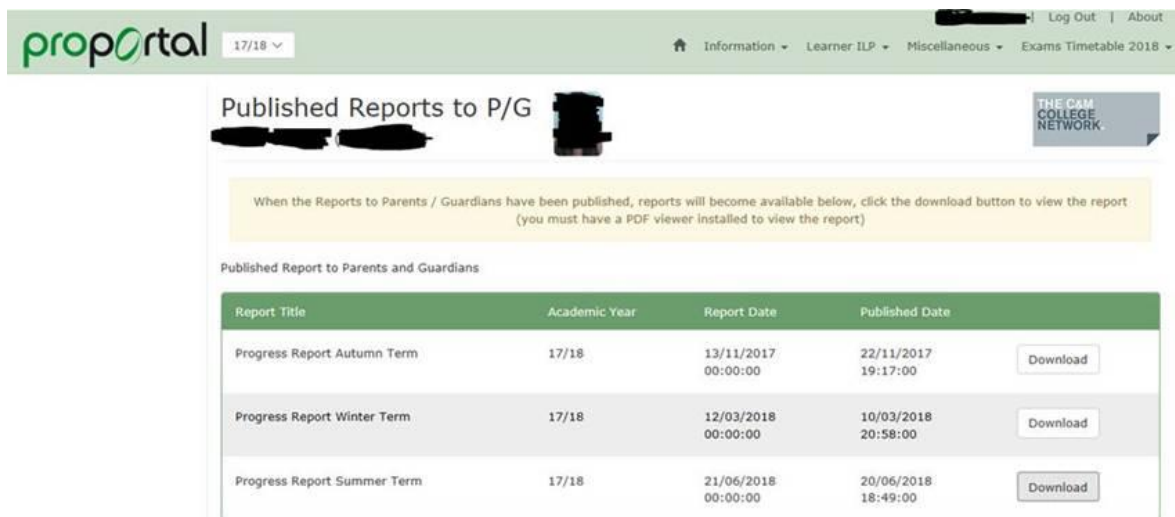 Log Out | About
proportal 17/18
Information Learner ILP Miscellaneous Exams Timetable 2018
Published Reports to P/G
THE C&M
COLLEGE
NETWORK.
When the Reports to Parents / Guardians have been published, reports will become available below, click the download button to view the report
(you must have a PDF viewer installed to view the report)
Published Report to Parents and Guardians
Report Title Academic Year Report Date Published Date
Progress Report Autumn Term 17/18 13/11/2017 22/11/2017 Download
00:00:00 19:17:00
Progress Report Winter Term 17/18 12/03/2018 10/03/2018 Download
00:00:00 20:58:00
Progress Report Summer Term 17/18 21/06/2018 20/06/2018 Download
00:00:00 18:49:00